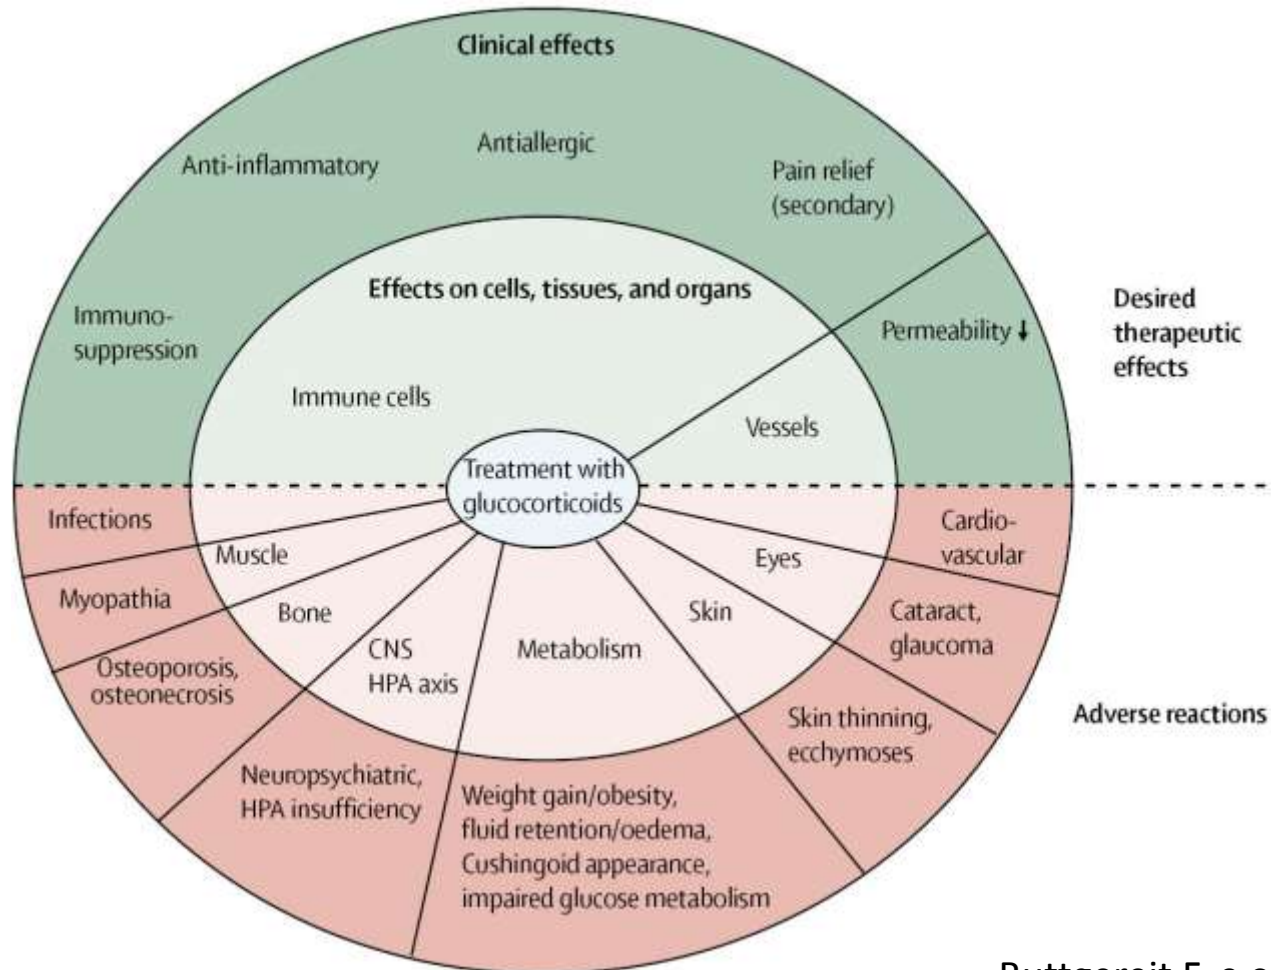 Clinical effects
Antiallergic
Anti-inflammatory
Pain relief
(secondary)
Effects on cells, tissues, and organs
Immuno-
suppression
Permeability ↓
Desired
therapeutic
effects
Immune cells
Vessels
Treatment with
glucocorticoids
Infections
Cardio-
vascular
Muscle
Eyes
Myopathia
Bone
Skin
Cataract,
glaucoma
CNS
HPA axis
Metabolism
Osteoporosis,
osteonecrosis
Skin thinning,
ecchymoses
Adverse reactions
Neuropsychiatric,
HPA insufficiency
Weight gain/obesity,
fluid retention/oedema,
Cushingoid appearance,
impaired glucose metabolism